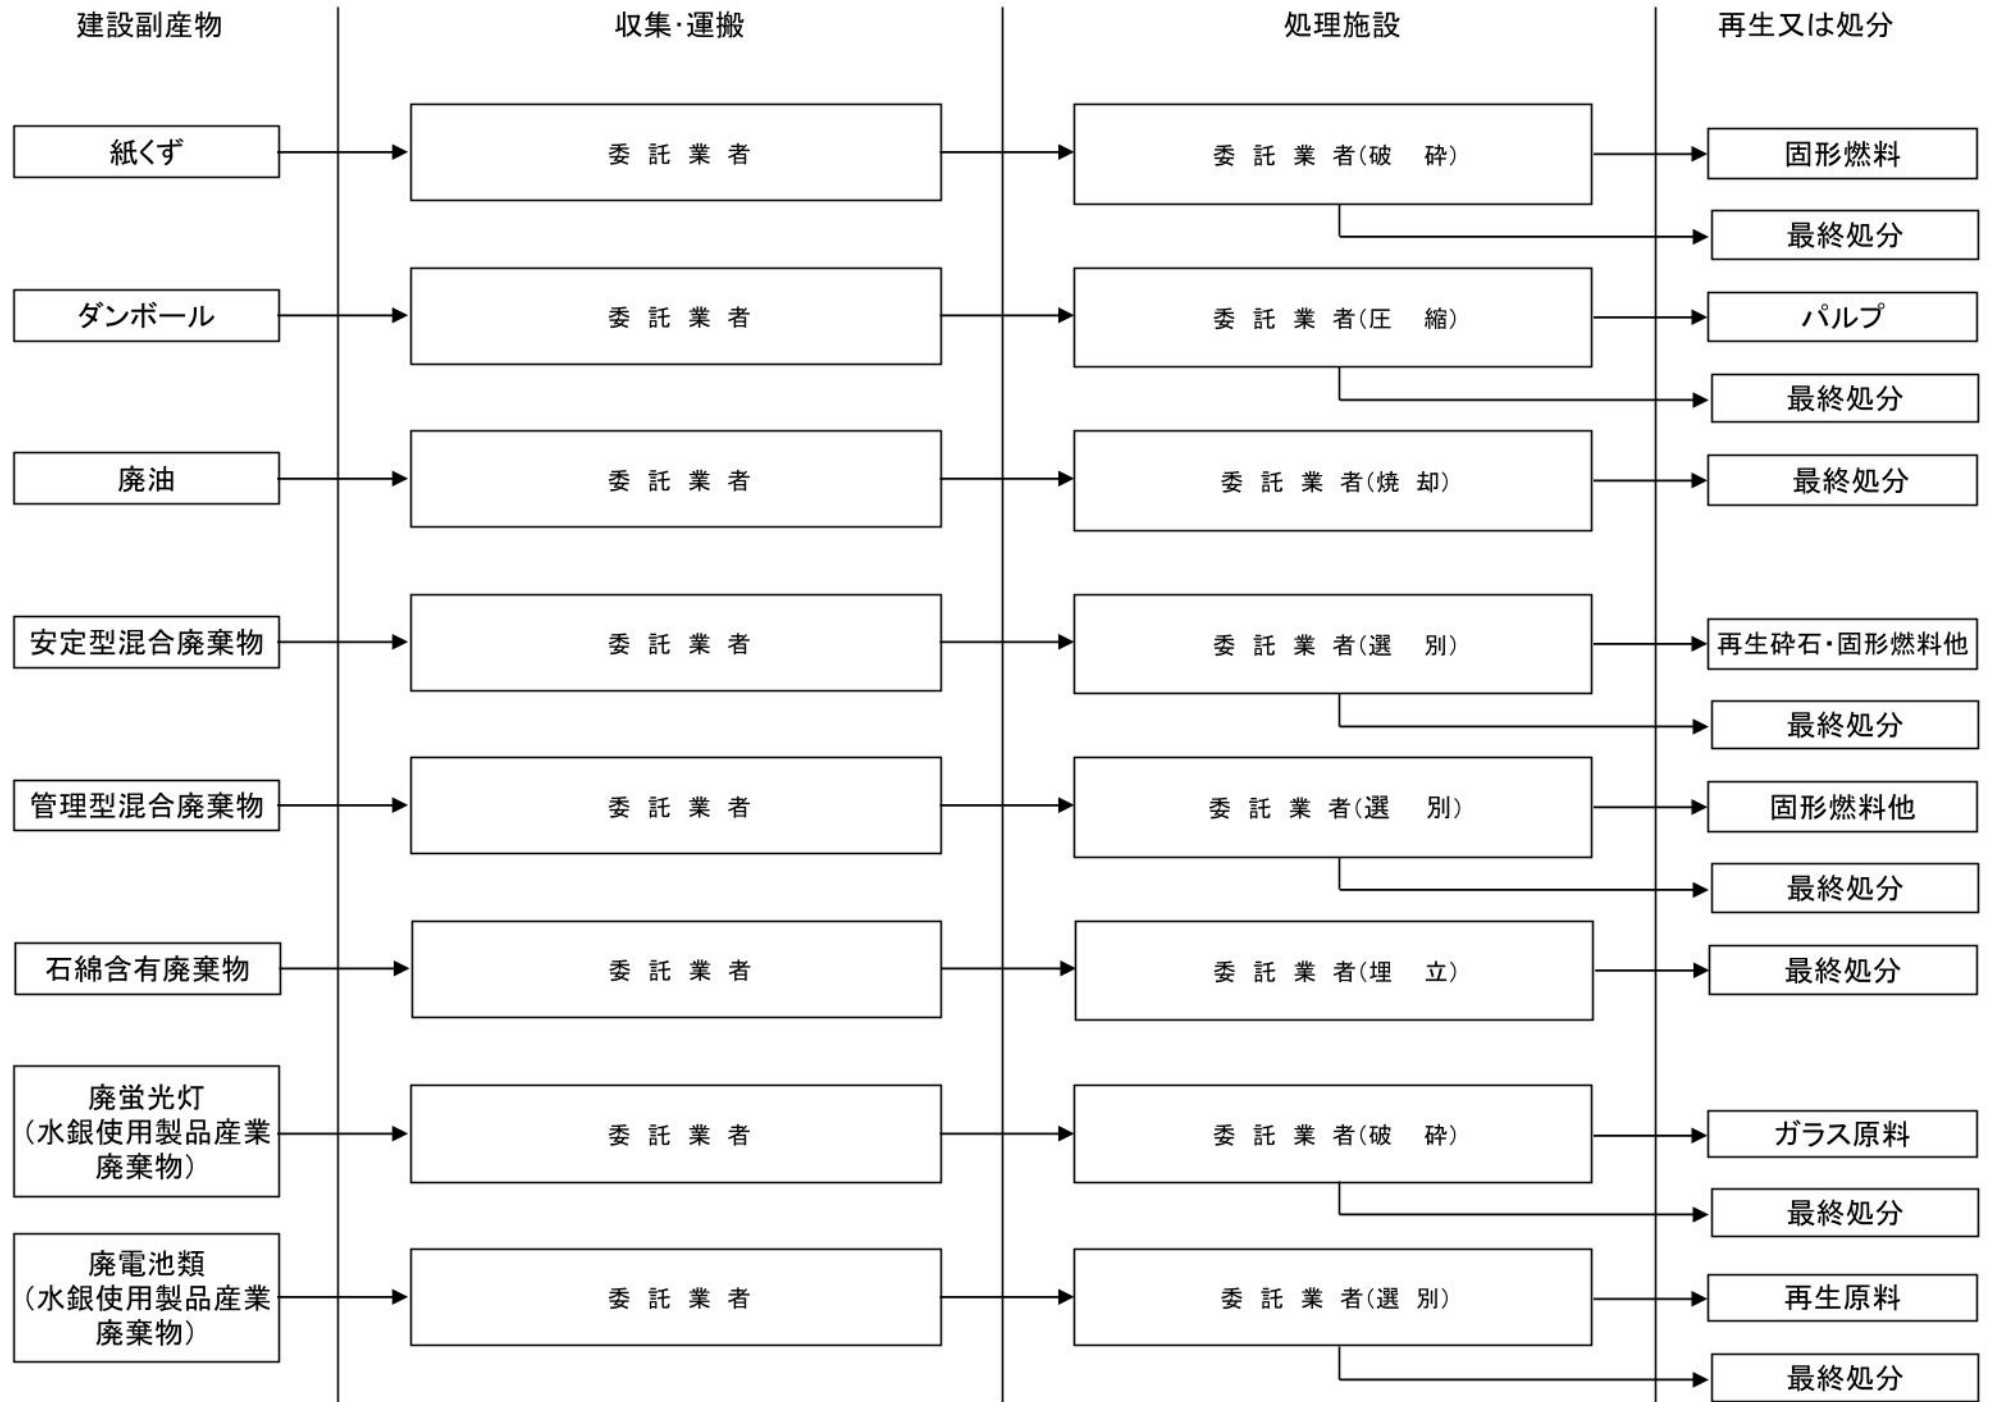 建設副産物
収集・運搬
処理施設
再生又は処分
紙くず
委託業者
委託業者(破 砕)
固形燃料
最終処分
ダンボール
委託業者
委託業者(圧 縮)
パルプ
最終処分
廃油
委託業者
委託業者(焼却)
最終処分
安定型混合廃棄物
委託業者
委託業者(選 別)
再生砕石・固形燃料他
最終処分
管理型混合廃棄物
委託業者
委託業者(選 別)
固形燃料他
最終処分
石綿含有廃棄物
委託業者
委託業者(埋 立)
最終処分
廃蛍光灯
(水銀使用製品産業
廃棄物)
委託業者
委託業者(破 砕)
ガラス原料
最終処分
廃電池類
(水銀使用製品産業
廃棄物)
委託業者
委託業者(選別)
再生原料
最終処分